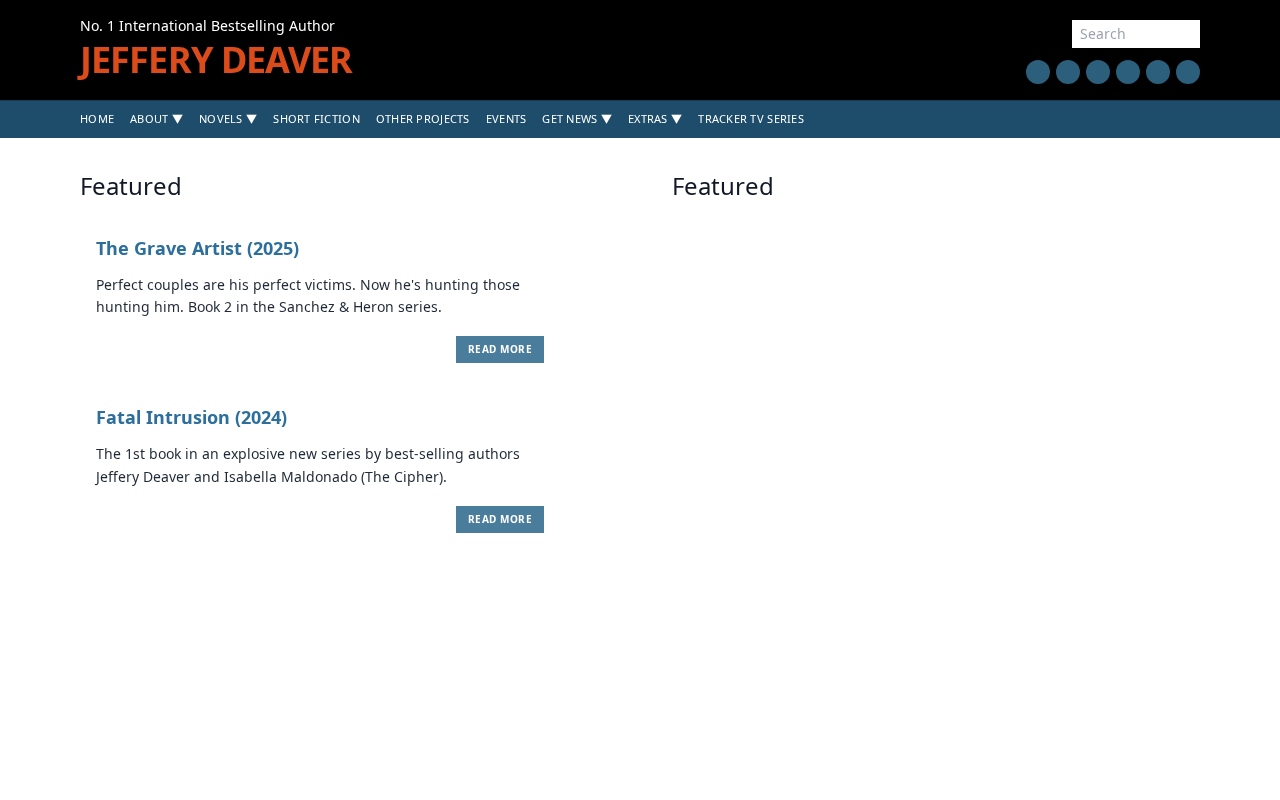 No. 1 International Bestselling Author
JEFFERY DEAVER
Search
HOME ABOUT ▼ NOVELS ▼ SHORT FICTION OTHER PROJECTS EVENTS GET NEWS ▼ EXTRAS ▼ TRACKER TV SERIES
Featured
The Grave Artist (2025)
Perfect couples are his perfect victims. Now he's hunting those
hunting him. Book 2 in the Sanchez & Heron series.
READ MORE
Fatal Intrusion (2024)
The 1st book in an explosive new series by best-selling authors
Jeffery Deaver and Isabella Maldonado (The Cipher).
READ MORE
Featured